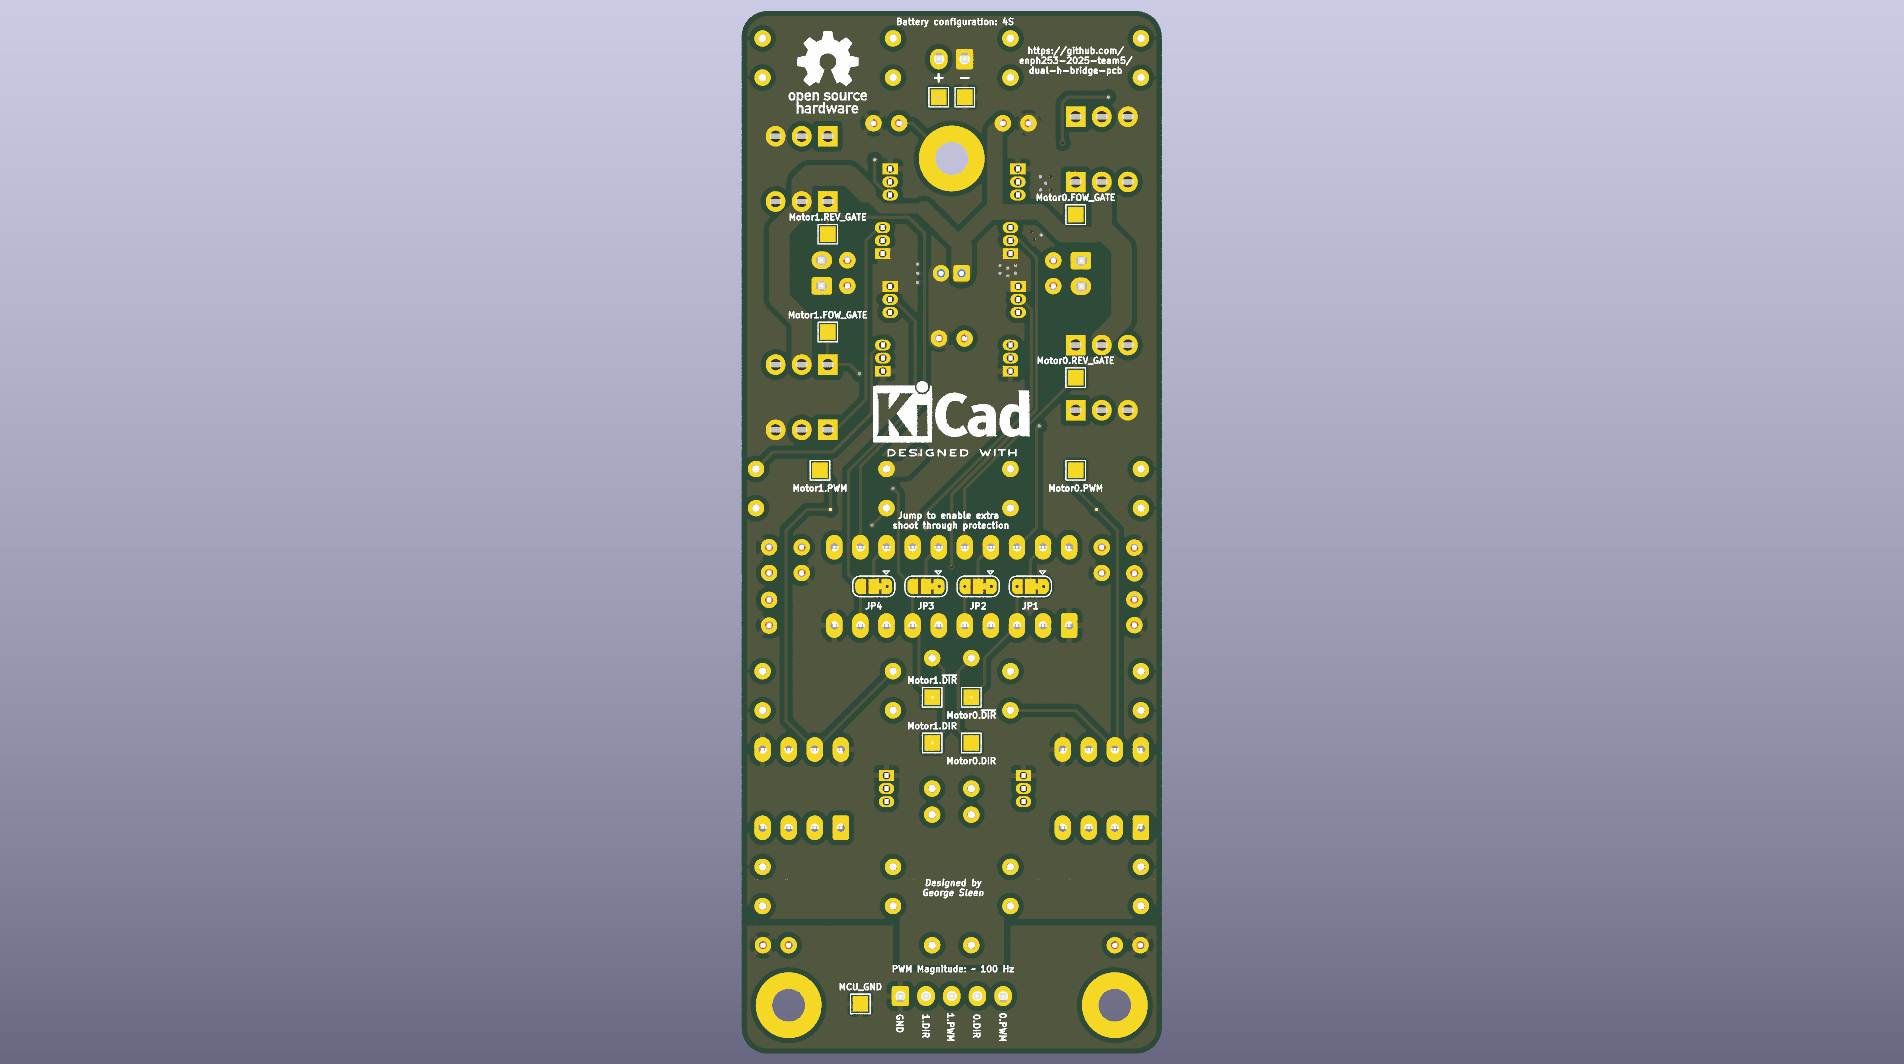 Battery configuration: 4S
https://github.com/
enph253-2025-team5/
dual-h-bridge-pcb
+ −
open source
hardware
Motor0.FOW_GATE
Motor1.REV_GATE
Motor1.FOW_GATE
Motor0.REV_GATE
KiCad
DESIGNED WITH
Motor1.PWM
Motor0.PWM
Jump to enable extra
shoot through protection
JP4 JP3 JP2 JP1
Motor1.DIR
Motor0.DIR
Motor1.DIR
Motor0.DIR
Designed by
George Sleen
PWM Magnitude: ~ 100 Hz
MCU_GND
GND
1.DIR
1.PWM
0.DIR
0.PWM